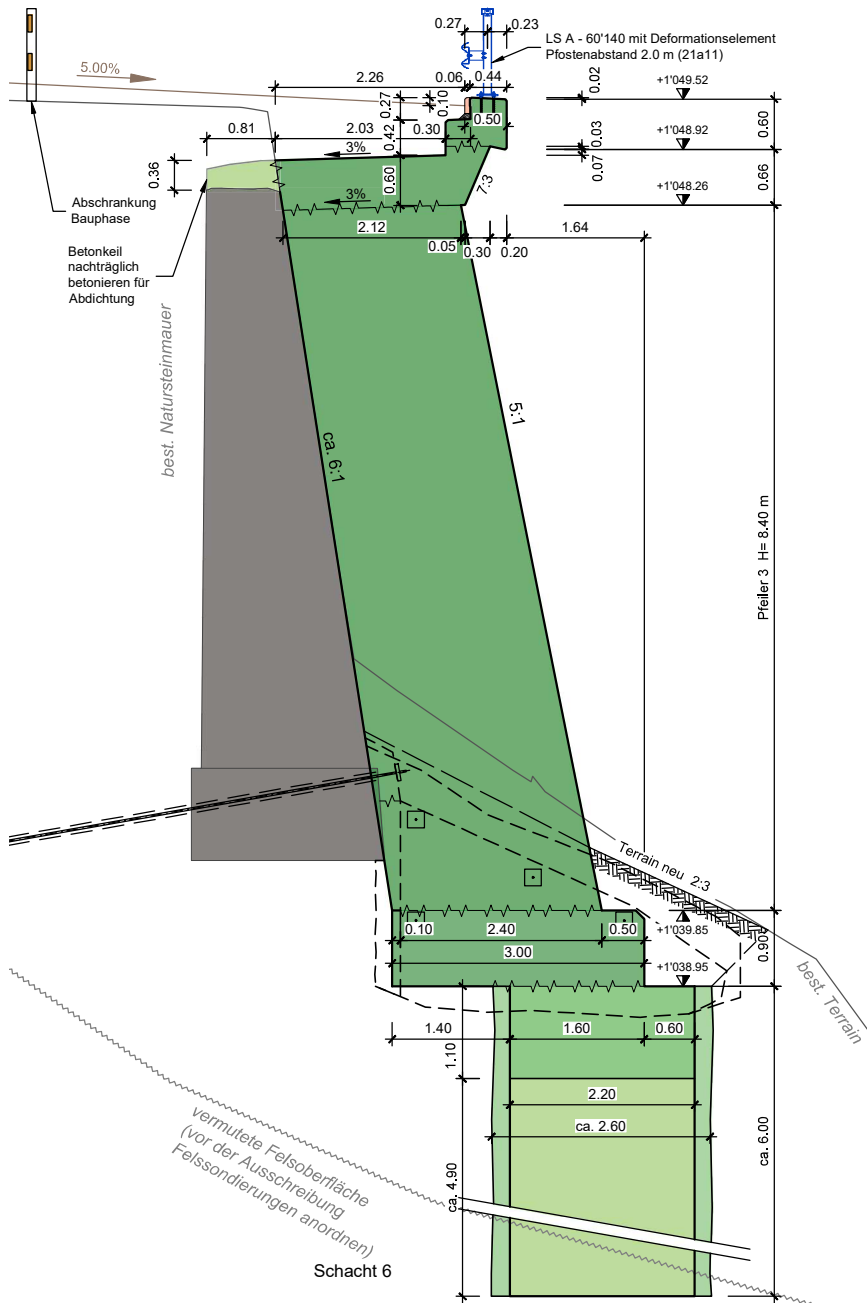 0.27
0.23
LS A - 60'140 mit Deformationselement
Pfostenabstand 2.0 m (21a11)
5.00%
2.26
0.06
0.44
0.02
+1'049.52
0.27
0.10
0.60
0.81
2.03
0.30
0.50
0.42
0.03
+1'048.92
3%
0.36
0.07
0.60
7:3
0.66
3%
+1'048.26
Abschrankung
Bauphase
2.12
1.64
0.05
0.30
0.20
Betonkeil
nachträglich
betonieren für
Abdichtung
best. Natursteinmauer
5:1
ca. 6:1
Pfeiler 3 H= 8.40 m
Terrain neu 2:3
0.10
2.40
0.50
+1'039.85
0.90
3.00
+1'038.95
best. Terrain
1.40
1.60
0.60
1.10
2.20
ca. 2.60
ca. 6.00
ca. 4.90
vermutete Felsoberfläche
(vor der Ausschreibung
Felssondierungen anordnen)
Schacht 6